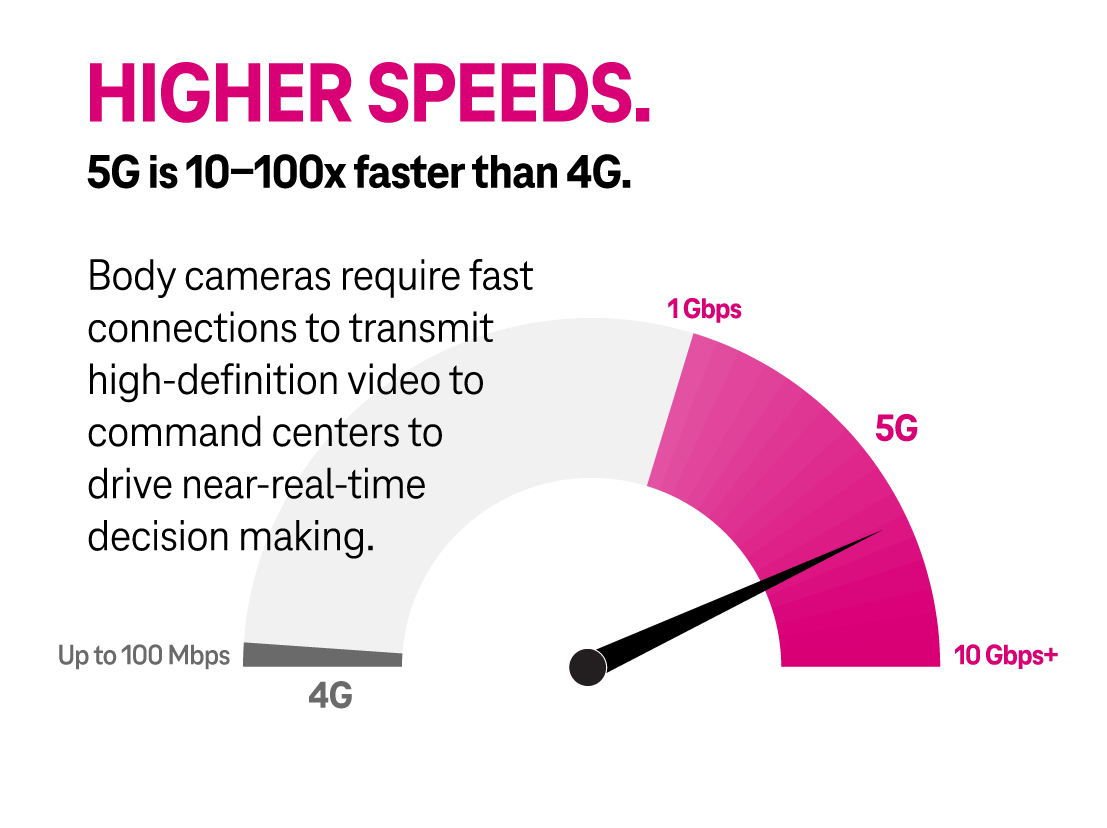 HIGHER SPEEDS.
5G is 10–100x faster than 4G.
Body cameras require fast
connections to transmit
high-definition video to
command centers to
drive near-real-time
decision making.
1 Gbps
5G
Up to 100 Mbps
10 Gbps+
4G